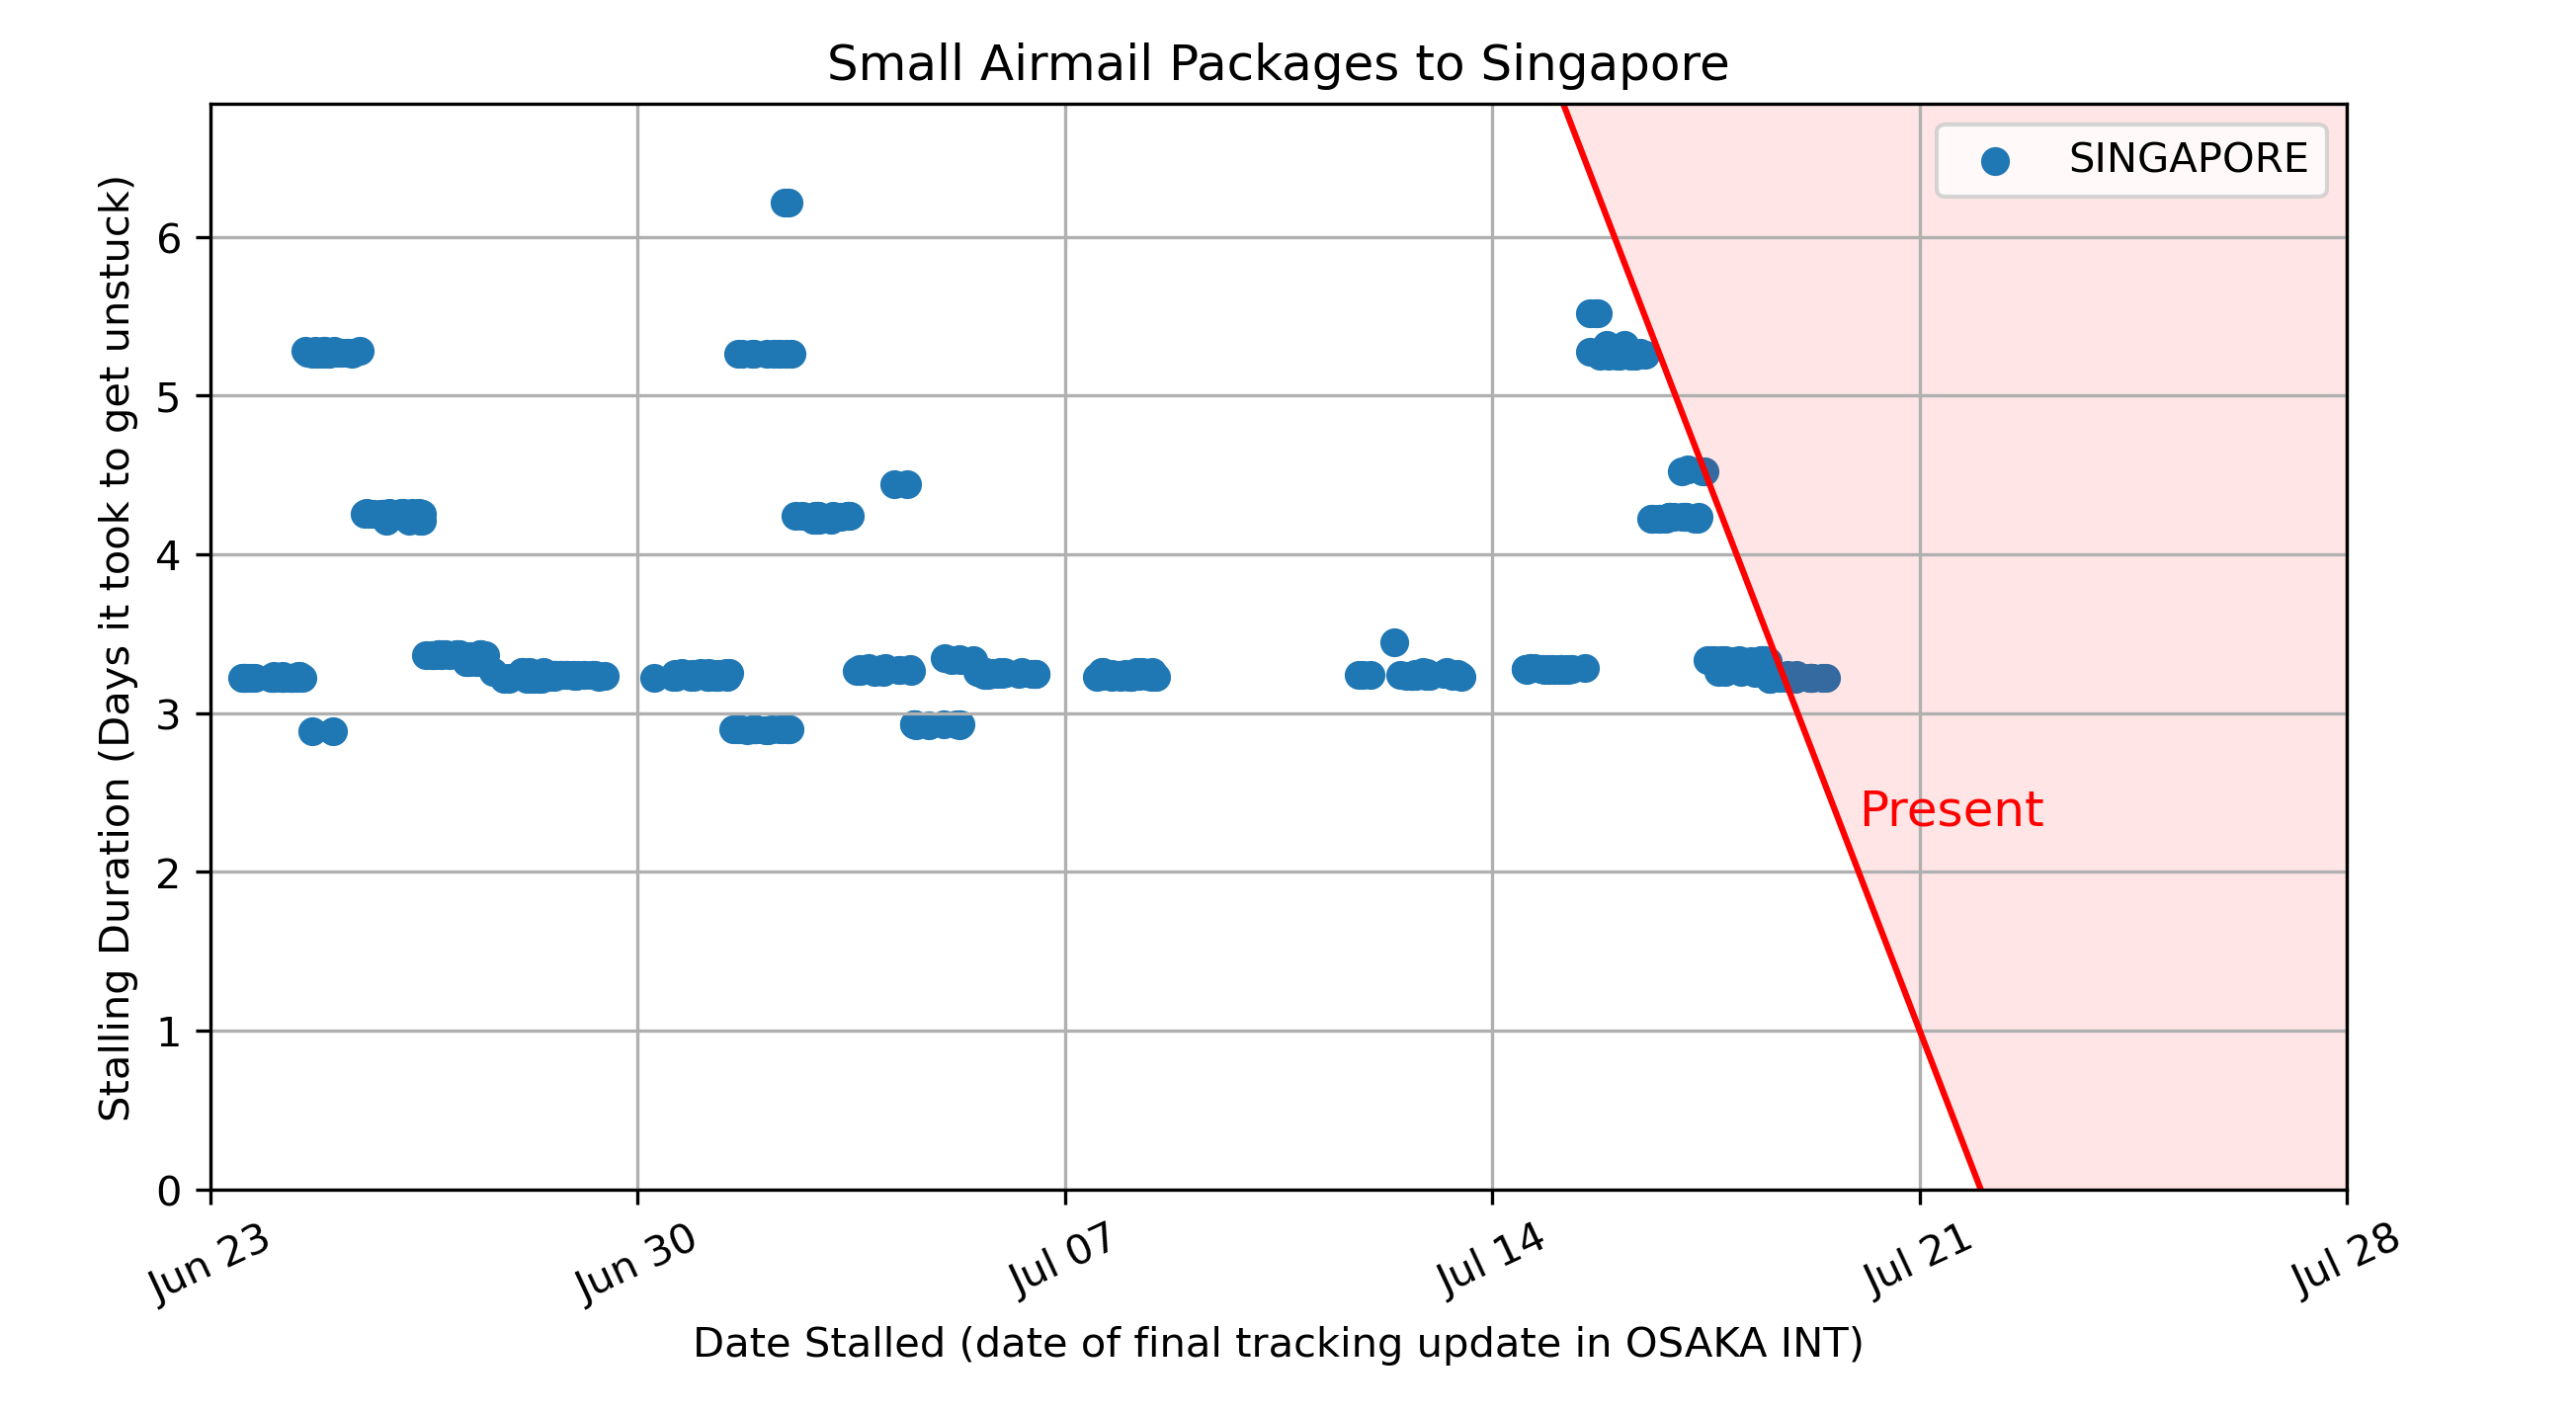 Small Airmail Packages to Singapore
SINGAPORE
Stalling Duration (Days it took to get unstuck)
6
5
4
3
2
1
0
Present
Jun 23
Jun 30
Jul 07
Jul 14
Jul 21
Jul 28
Date Stalled (date of final tracking update in OSAKA INT)